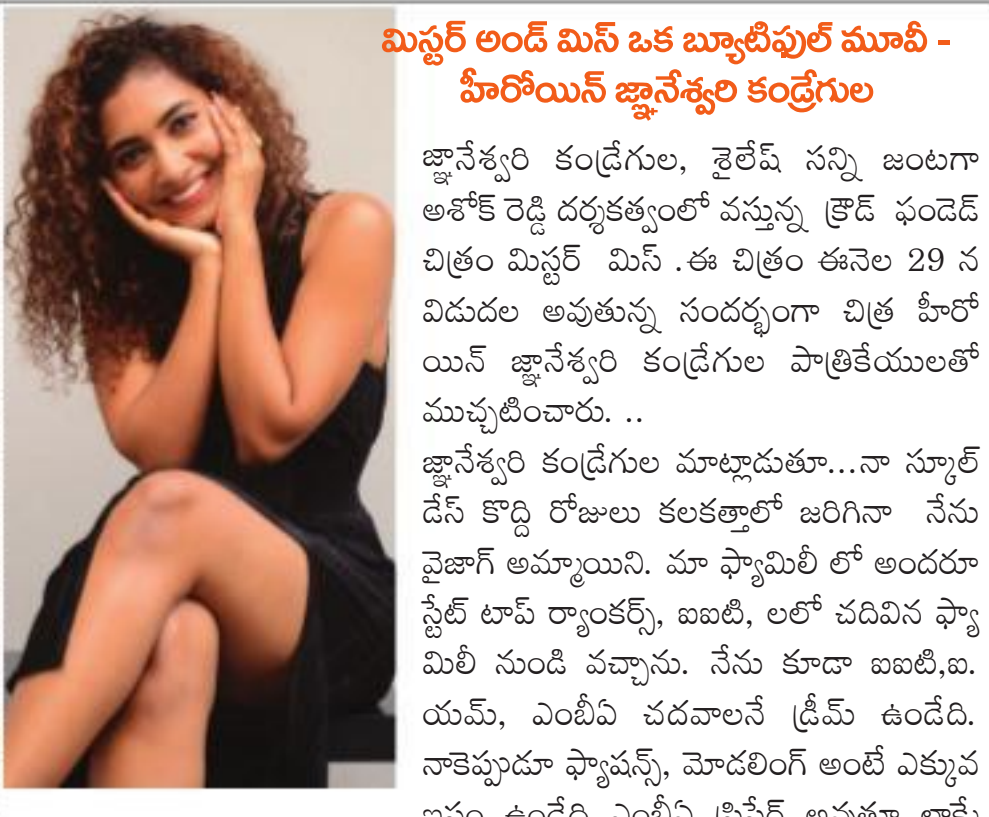 మిస్టర్ అండ్ మిస్ ఒక బ్యూటిఫుల్ మూవీ -
హీరోయిన్ జ్ఞానేశ్వరి కండ్రేగుల
జ్ఞానేశ్వరి కండ్రేగుల, శైలేష్ సన్ని జంటగా
అశోక్ రెడ్డి దర్శకత్వంలో వస్తున్న క్రౌడ్ ఫండెడ్
చిత్రం మిస్టర్ మిస్ .ఈ చిత్రం ఈనెల 29 న
విడుదల అవుతున్న సందర్భంగా చిత్ర హీరో
యిన్ జ్ఞానేశ్వరి కండ్రేగుల పాత్రికేయులతో
ముచ్చటించారు. ..
జ్ఞానేశ్వరి కండ్రేగుల మాట్లాడుతూ...నా స్కూల్
డేస్ కొద్ది రోజులు కలకత్తాలో జరిగినా నేను
వైజాగ్ అమ్మాయిని. మా ఫ్యామిలీ లో అందరూ
స్టేట్ టాప్ ర్యాంకర్స్, ఐఐటి, లలో చదివిన ఫ్యా
మిలీ నుండి వచ్చాను. నేను కూడా ఐఐటి,ఐ.
యమ్, ఎంబీఏ చదవాలనే డ్రీమ్ ఉండేది.
నాకెప్పుడూ ఫ్యాషన్స్, మోడలింగ్ అంటే ఎక్కువ